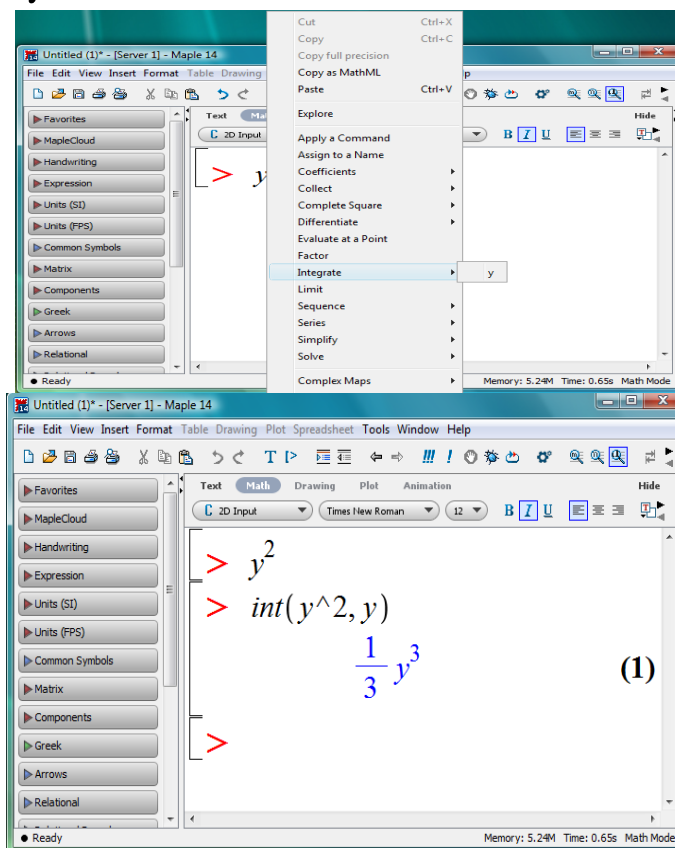 Cut Ctrl+X
Copy Ctrl+C
Copy full precision
Copy as MathML
Paste Ctrl+V
Explore
Apply a Command
Assign to a Name
Coefficients
Collect
Complete Square
Differentiate
Evaluate at a Point
Factor
Integrate y
Limit
Sequence
Series
Simplify
Solve
Complex Maps
Untitled (1)* - [Server 1] - Maple 14
File Edit View Insert Format Table Drawing
Text
Hide
C 2D Input
B I U
Favorites
MapleCloud
Handwriting
Expression
Units (SI)
Units (FPS)
Common Symbols
Matrix
Components
Greek
Arrows
Relational
> y
Ready
Memory: 5.24M Time: 0.65s Math Mode
Untitled (1)* - [Server 1] - Maple 14
File Edit View Insert Format Table Drawing Plot Spreadsheet Tools Window Help
Text Math Drawing Plot Animation Hide
C 2D Input Times New Roman 12 B I U
Favorites
MapleCloud
Handwriting
Expression
Units (SI)
Units (FPS)
Common Symbols
Matrix
Components
Greek
Arrows
Relational
> y^2
> int(y^2, y)
1/3 y^3 (1)
>
Ready
Memory: 5.24M Time: 0.65s Math Mode